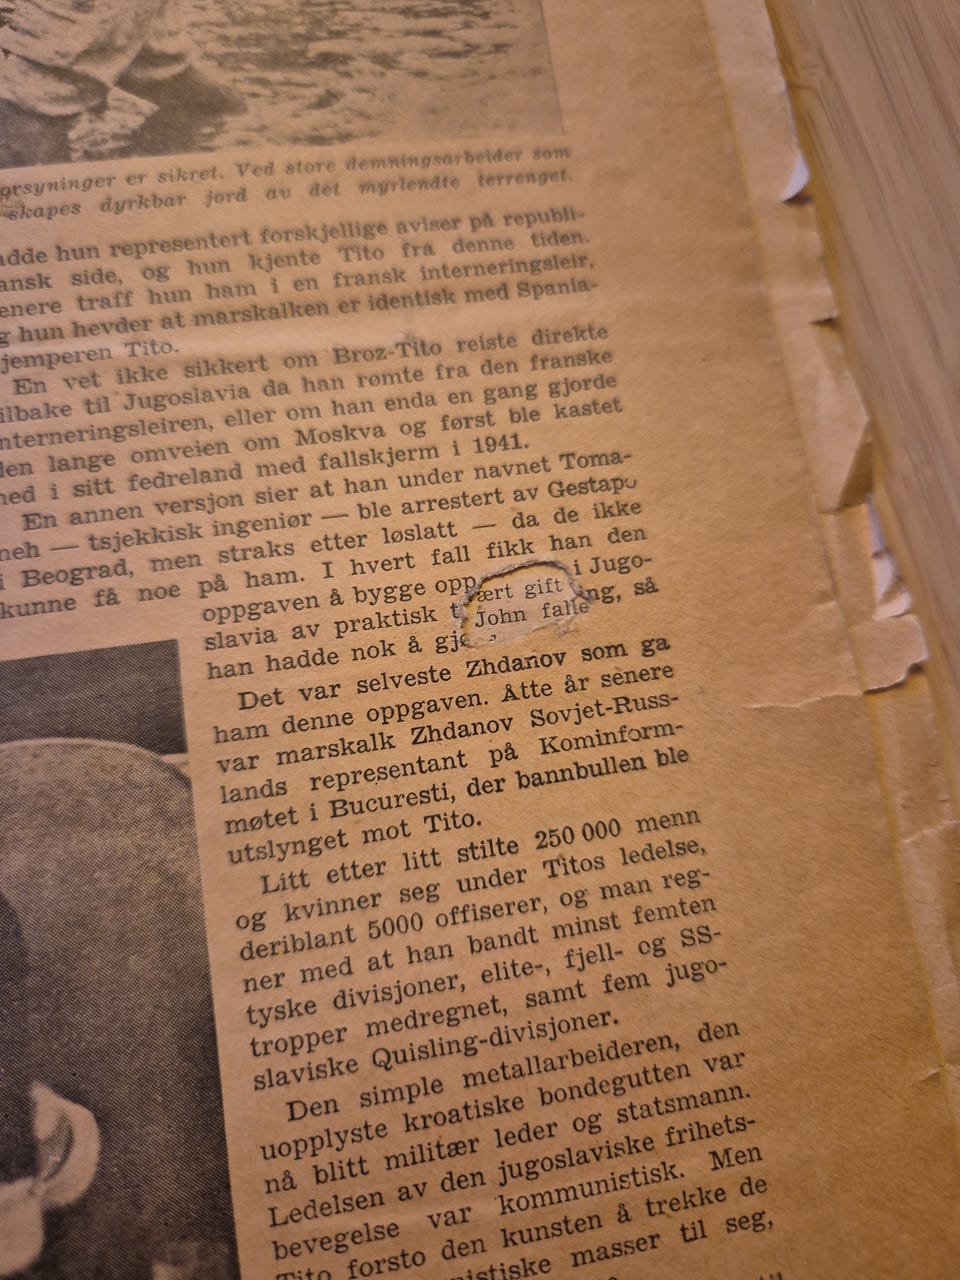 orsyninger er sikret. Ved store demningsarbeider som
skapes dyrkbar jord av det myrlendte terrenget.
adde hun representert forskjellige aviser på republi-
ansk side, og hun kjente Tito fra denne tiden.
enere traff hun ham i en fransk interneringsleir,
g hun hevder at marskalken er identisk med Spania-
jemperen Tito.
En vet ikke sikkert om Broz-Tito reiste direkte
ilbake til Jugoslavia da han rømte fra den franske
nterneringsleiren, eller om han enda en gang gjorde
len lange omveien om Moskva og først ble kastet
ned i sitt fedreland med fallskjerm i 1941.
En annen versjon sier at han under navnet Toma-
neh — tsjekkisk ingeniør — ble arrestert av Gestapo
i Beograd, men straks etter løslatt — da de ikke
kunne få noe på ham. I hvert fall fikk han den
oppgaven å bygge opp ært gift i Jugo-
slavia av praktisk t John falle ng, så
han hadde nok å gj
Det var selveste Zhdanov som ga
ham denne oppgaven. Åtte år senere
var marskalk Zhdanov Sovjet-Russ-
lands representant på Kominform-
møtet i Bucuresti, der bannbullen ble
utslynget mot Tito.
Litt etter litt stilte 250 000 menn
og kvinner seg under Titos ledelse,
deriblant 5000 offiserer, og man reg-
ner med at han bandt minst femten
tyske divisjoner, elite-, fjell- og SS-
tropper medregnet, samt fem jugo-
slaviske Quisling-divisjoner.
Den simple metallarbeideren, den
uopplyste kroatiske bondegutten var
nå blitt militær leder og statsmann.
Ledelsen av den jugoslaviske frihets-
bevegelse var kommunistisk. Men
Tito forsto den kunsten å trekke de
nistiske masser til seg,